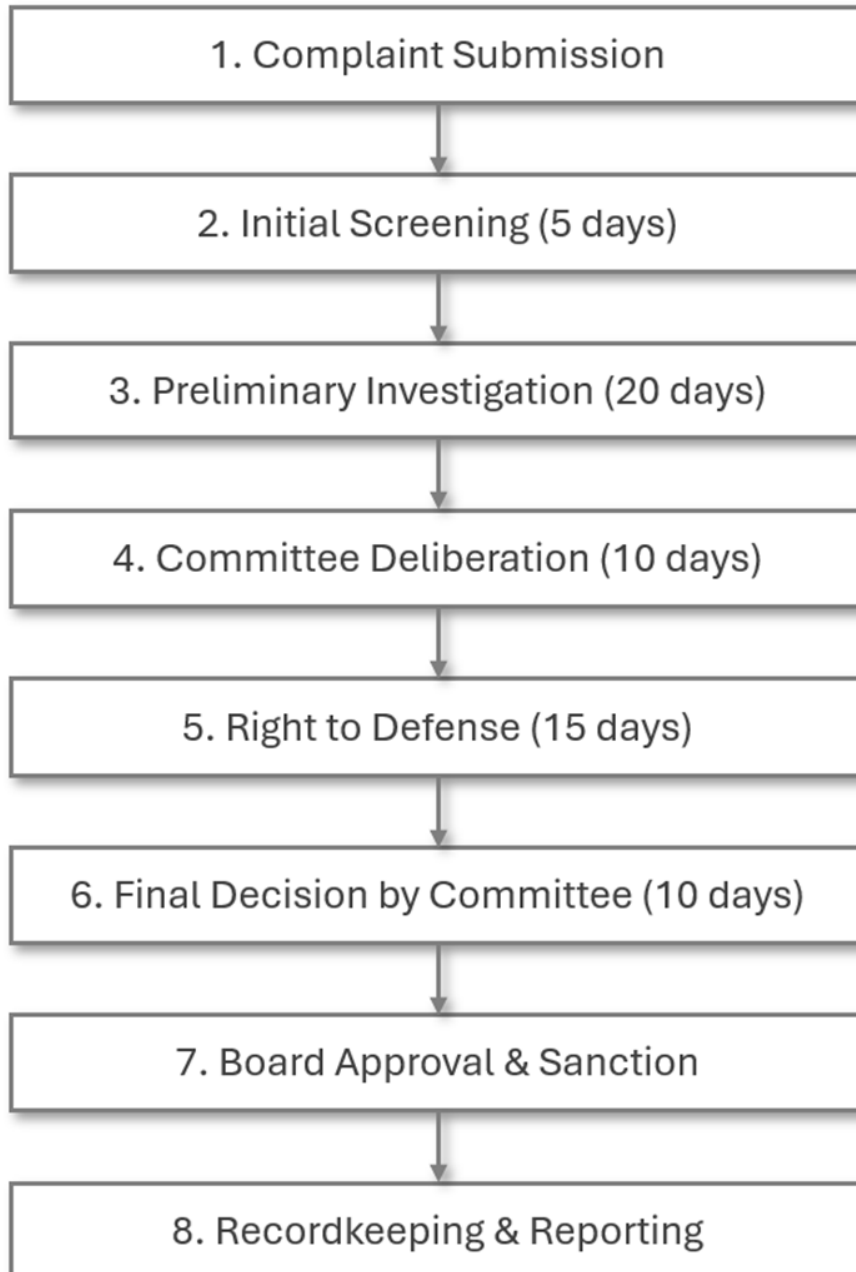 1. Complaint Submission
2. Initial Screening (5 days)
3. Preliminary Investigation (20 days)
4. Committee Deliberation (10 days)
5. Right to Defense (15 days)
6. Final Decision by Committee (10 days)
7. Board Approval & Sanction
8. Recordkeeping & Reporting